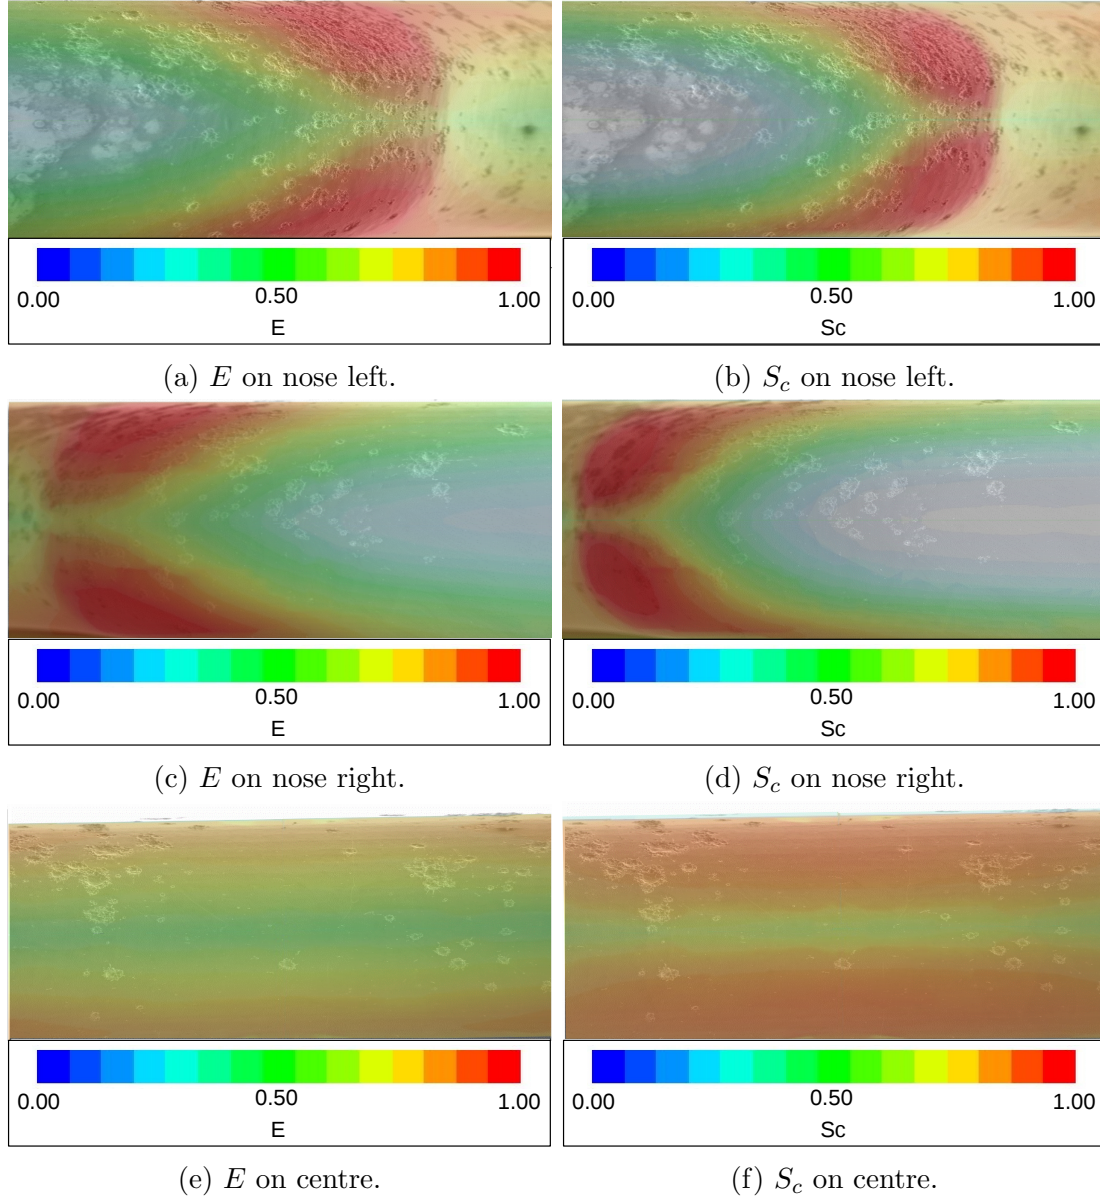 0.00 0.50 1.00 0.00 0.50 1.00
E Sc
(a) E on nose left. (b) Sc on nose left.
0.00 0.50 1.00 0.00 0.50 1.00
E Sc
(c) E on nose right. (d) Sc on nose right.
0.00 0.50 1.00 0.00 0.50 1.00
E Sc
(e) E on centre. (f) Sc on centre.